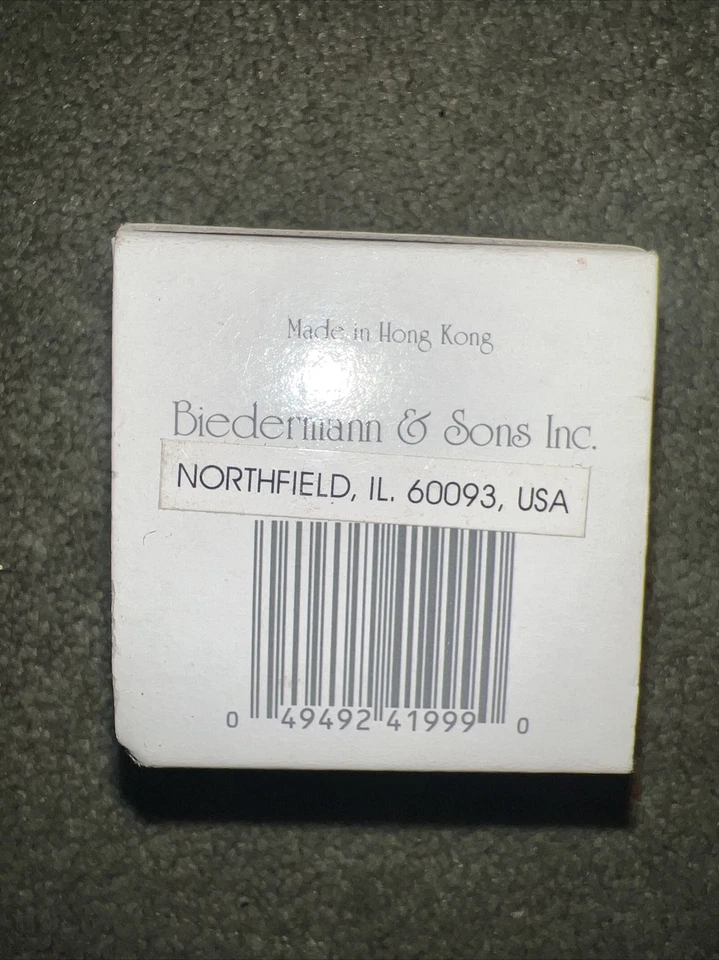 Made in Hong Kong
Biedermann & Sons Inc.
NORTHFIELD, IL. 60093, USA
0 49492 41999 0